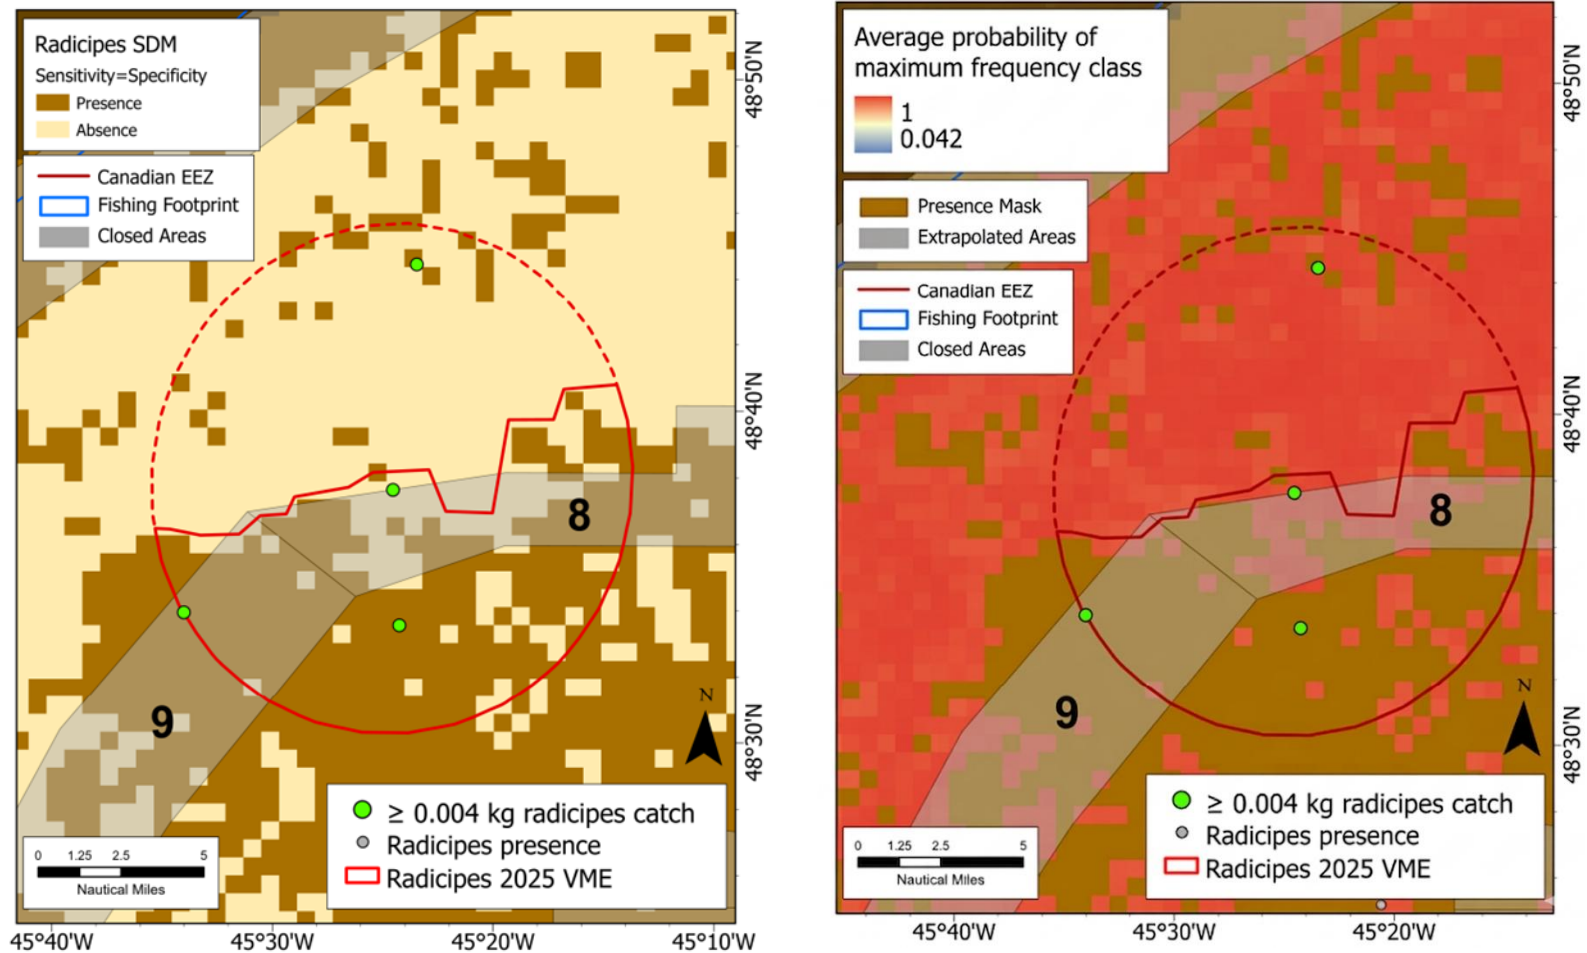 Radicipes SDM
Sensitivity=Specificity
Presence
Absence
Canadian EEZ
Fishing Footprint
Closed Areas
8
9
N
≥ 0.004 kg radicipes catch
Radicipes presence
Radicipes 2025 VME
0 1.25 2.5 5
Nautical Miles
48°50'N
48°40'N
48°30'N
45°40'W 45°30'W 45°20'W 45°10'W
Average probability of
maximum frequency class
1
0.042
Presence Mask
Extrapolated Areas
Canadian EEZ
Fishing Footprint
Closed Areas
8
9
N
≥ 0.004 kg radicipes catch
Radicipes presence
Radicipes 2025 VME
0 1.25 2.5 5
Nautical Miles
48°50'N
48°40'N
48°30'N
45°40'W 45°30'W 45°20'W